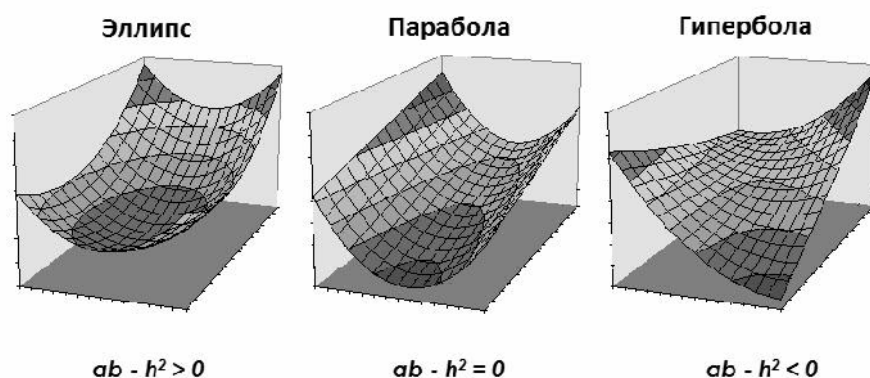 Эллипс Парабола Гипербола
ab - h² > 0 ab - h² = 0 ab - h² < 0